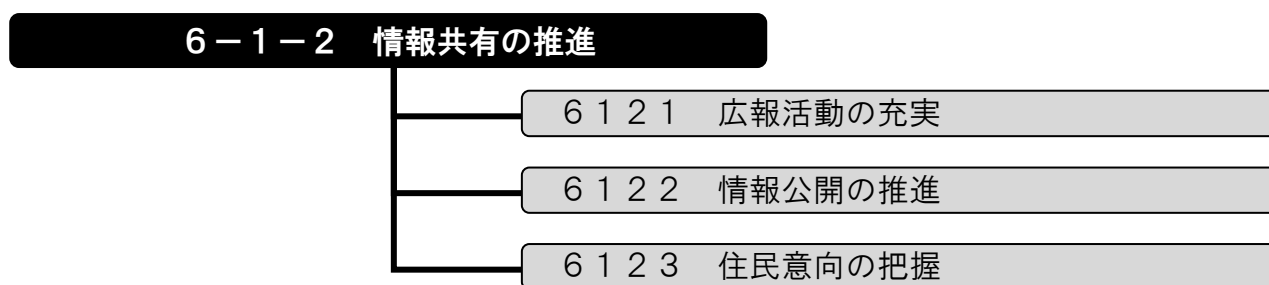 ６－１－２　情報共有の推進
６１２１　広報活動の充実
６１２２　情報公開の推進
６１２３　住民意向の把握